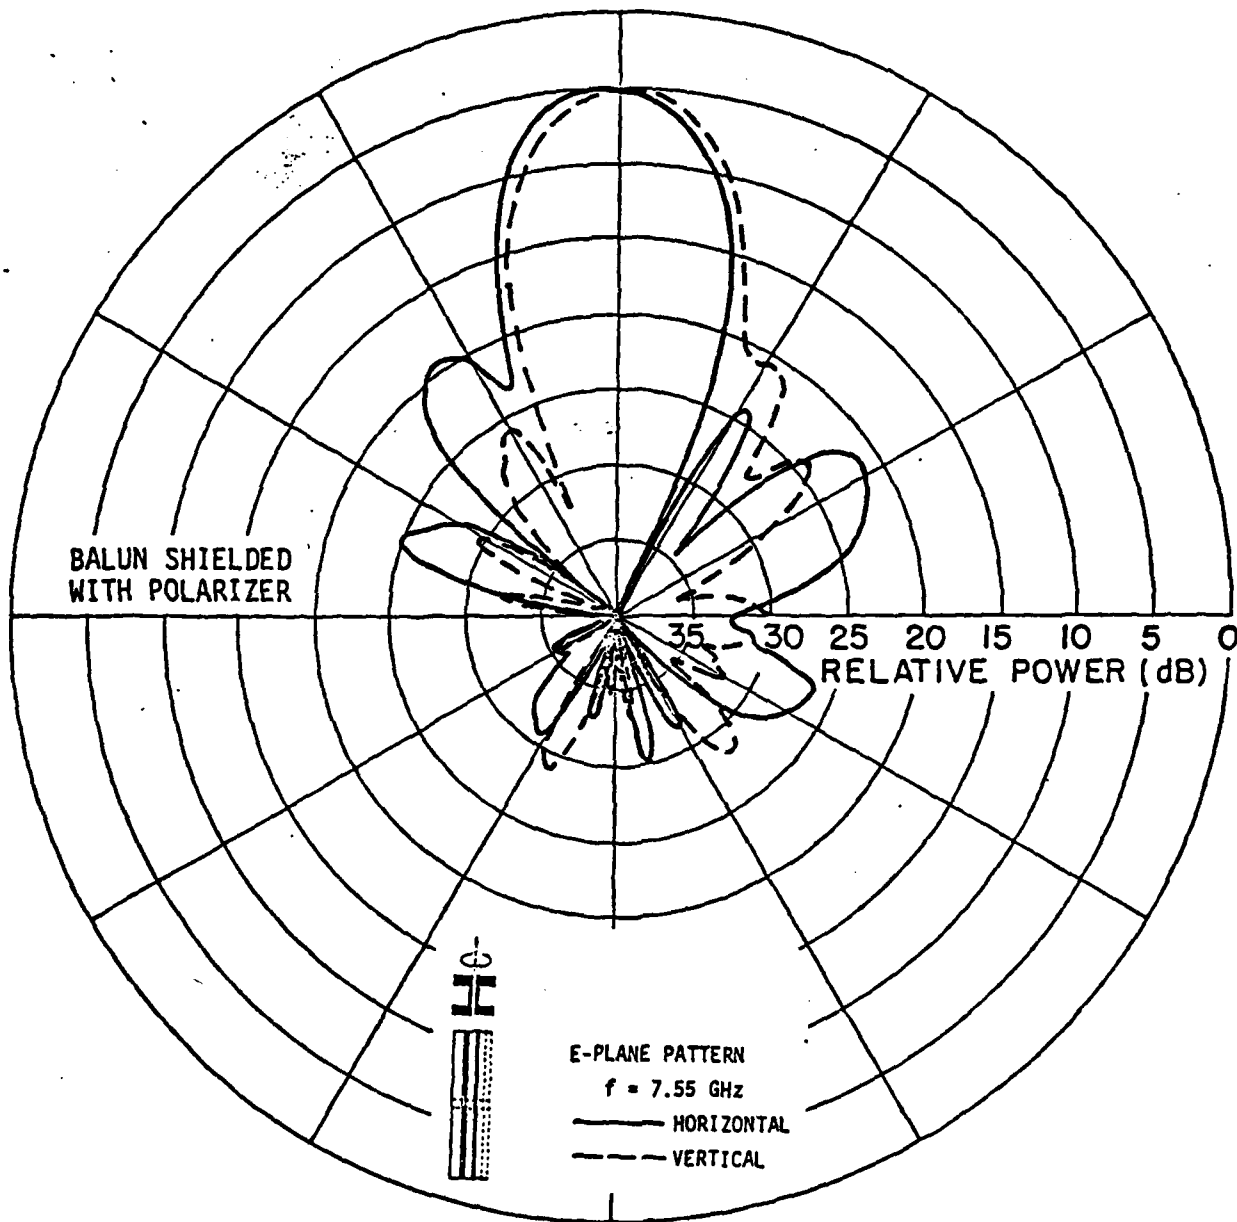 BALUN SHIELDED
WITH POLARIZER
35 30 25 20 15 10 5 0
RELATIVE POWER (dB)
E-PLANE PATTERN
f = 7.55 GHz
HORIZONTAL
VERTICAL